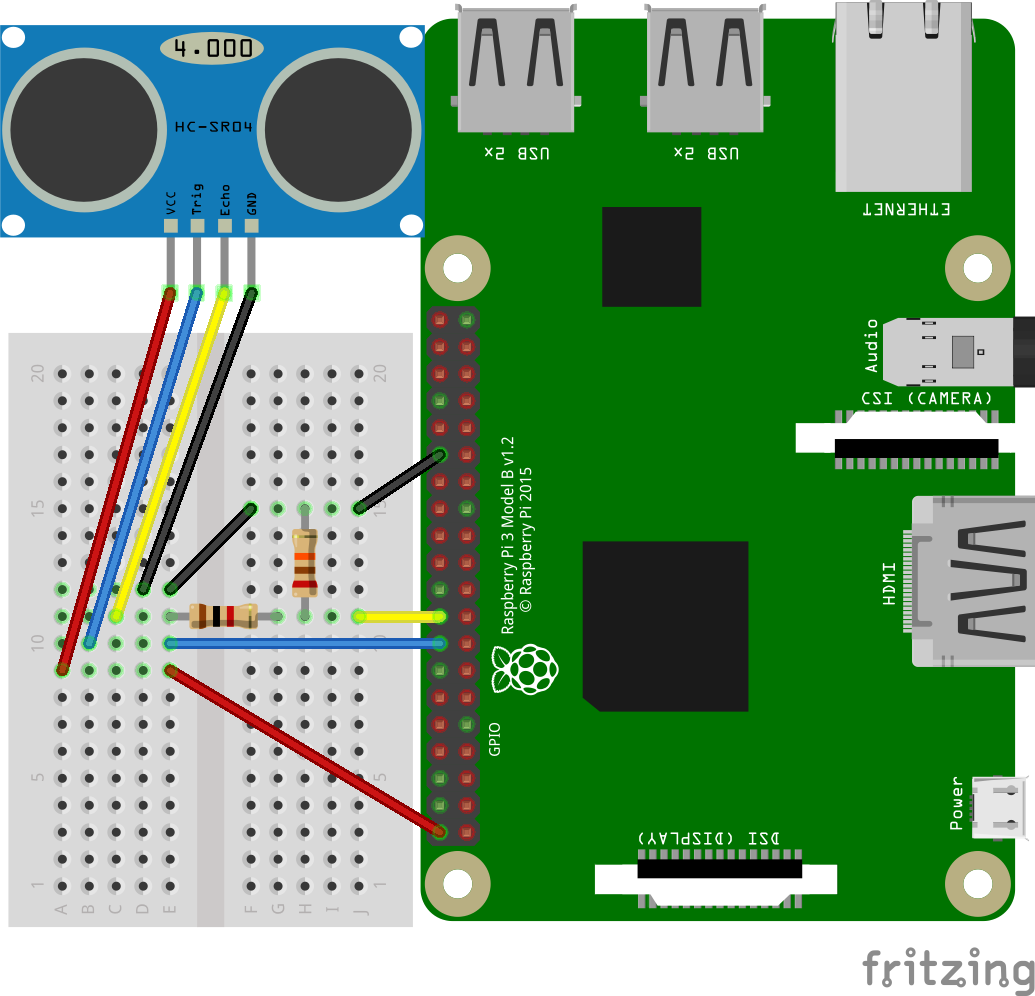 4.000
HC-SR04
VCC
Trig
Echo
GND
USB 2x
USB 2x
ETHERNET
Audio
CSI (CAMERA)
Raspberry Pi 3 Model B v1.2
© Raspberry Pi 2015
HDMI
GPIO
Power
DSI (DISPLAY)
20 20
15 15
10 10
5 5
1 1
A B C D E F G H I J
fritzing